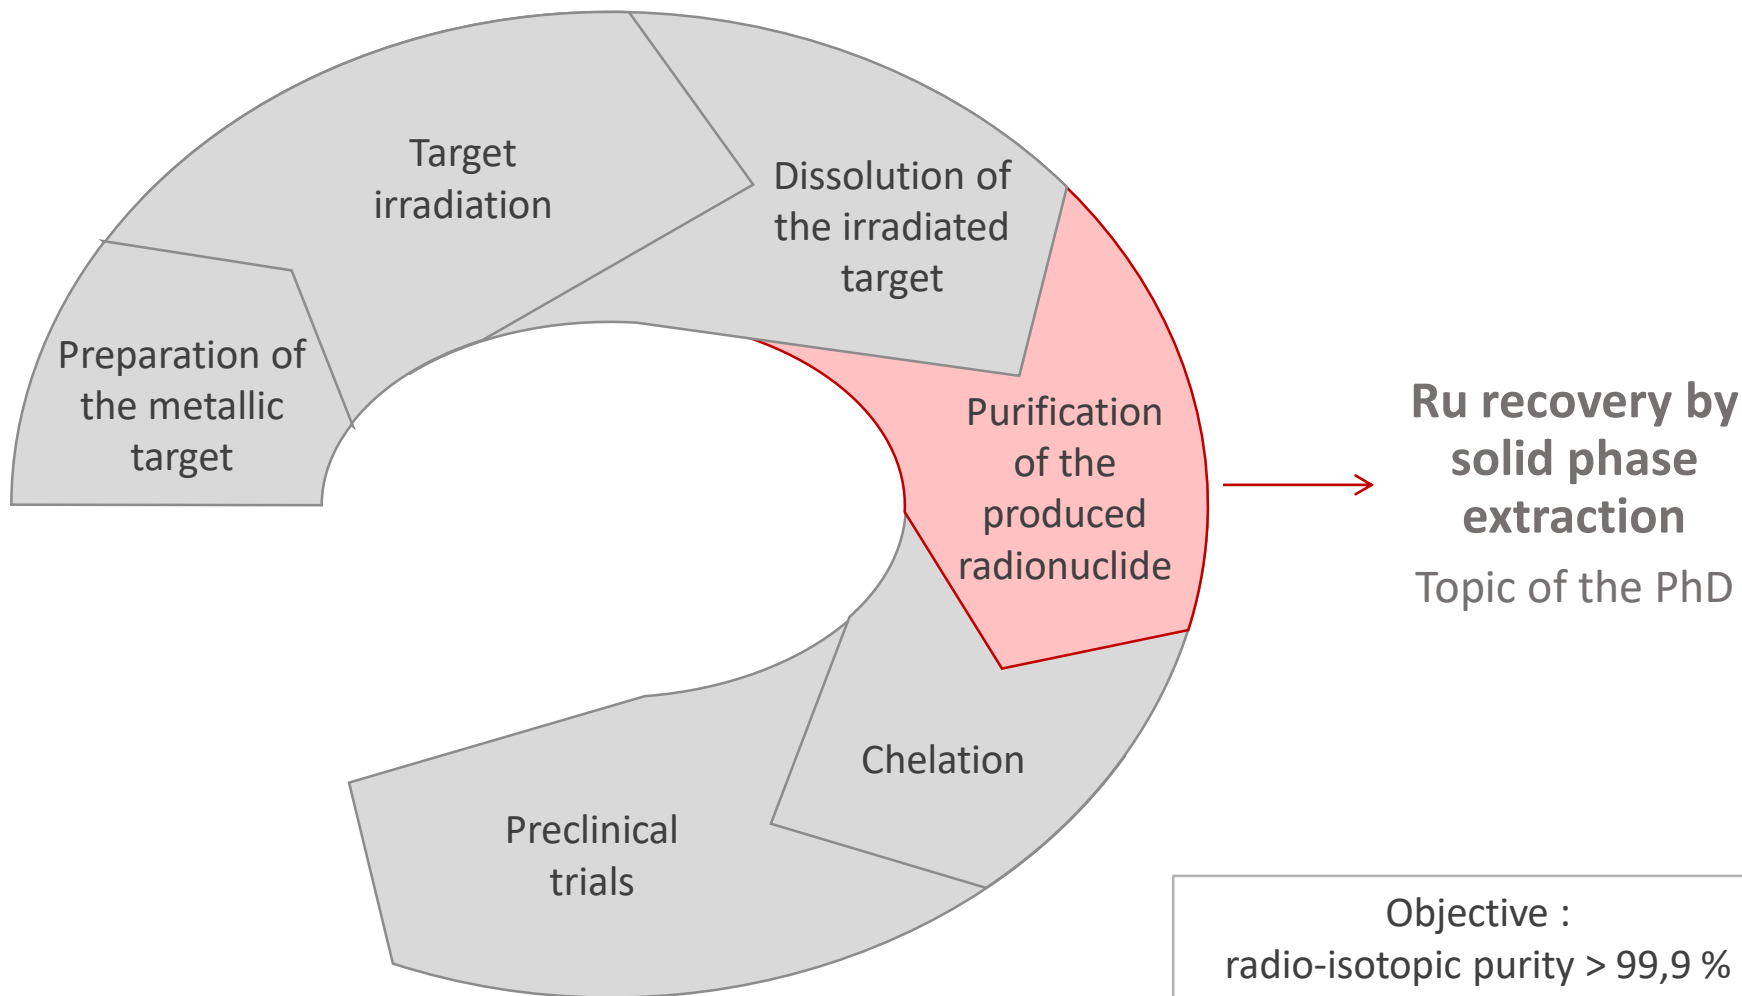 Target
irradiation
Dissolution of
the irradiated
target
Preparation of
the metallic
target
Purification
of the
produced
radionuclide
Ru recovery by
solid phase
extraction
Topic of the PhD
Chelation
Preclinical
trials
Objective :
radio-isotopic purity > 99,9 %